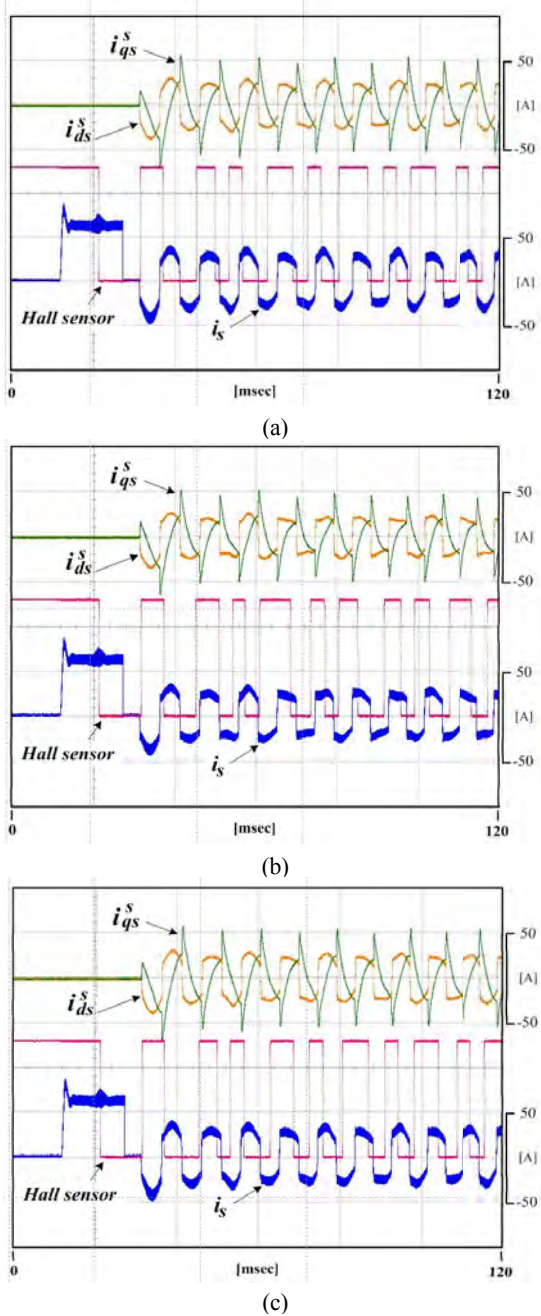 i^s_qs
50
[A]
i^s_ds
-50
50
[A]
Hall sensor
i_s
-50
0
[msec]
120
(a)
i^s_qs
50
[A]
i^s_ds
-50
50
[A]
Hall sensor
i_s
-50
0
[msec]
120
(b)
i^s_qs
50
[A]
i^s_ds
-50
50
[A]
Hall sensor
i_s
-50
0
[msec]
120
(c)